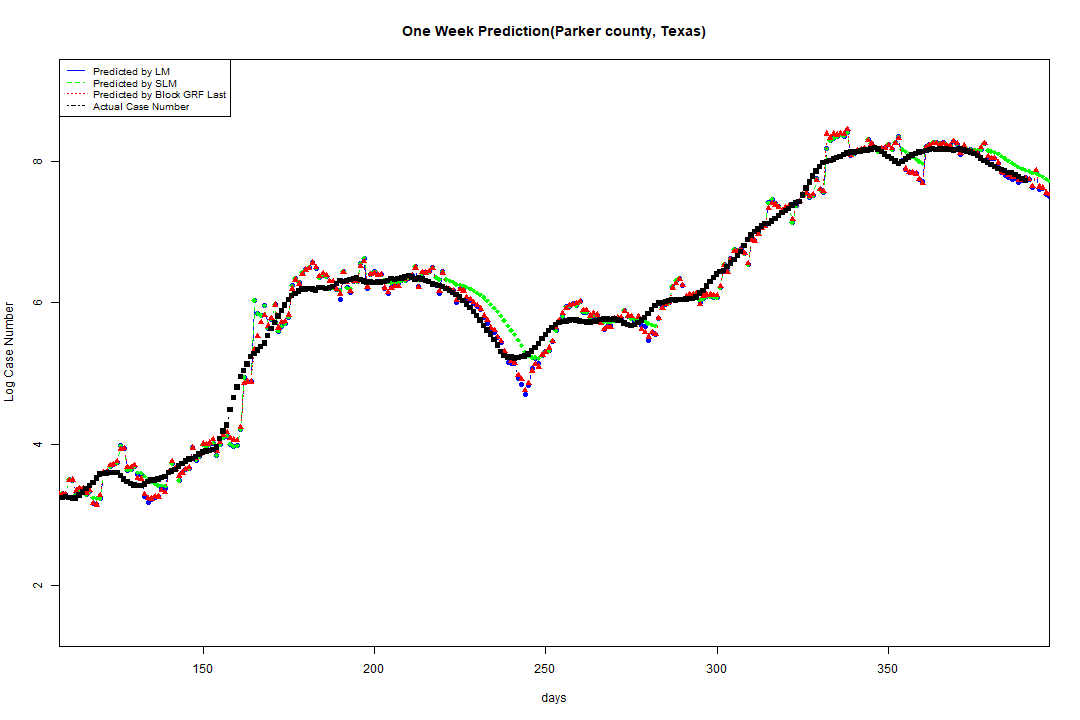 One Week Prediction(Parker county, Texas)
Predicted by LM
Predicted by SLM
Predicted by Block GRF Last
Actual Case Number
Log Case Number
8
6
4
2
150 200 250 300 350
days